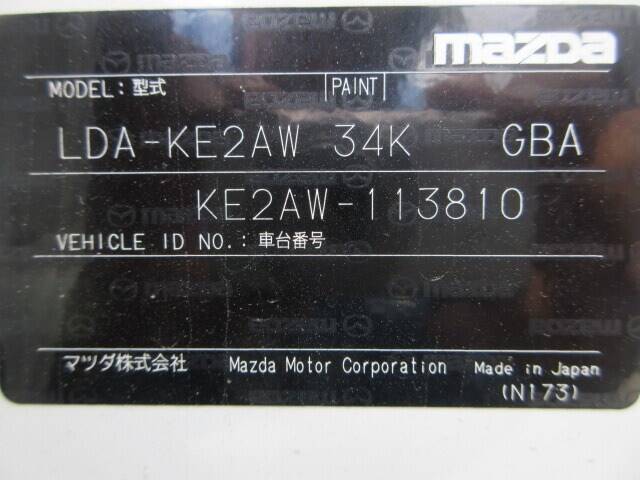 mazda
MODEL: 型式 PAINT
LDA-KE2AW 34K GBA
KE2AW-113810
VEHICLE ID NO.: 車台番号
マツダ株式会社 Mazda Motor Corporation Made in Japan
(N173)